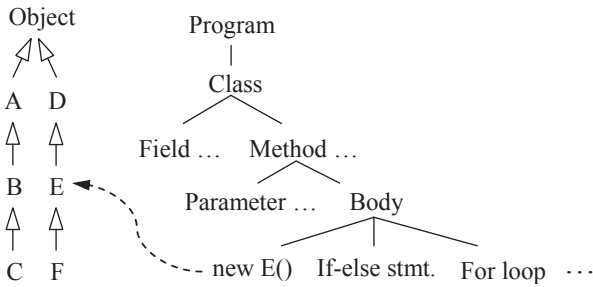 Object
A D
B E
C F
Program
Class
Field … Method …
Parameter … Body
new E() If-else stmt. For loop …